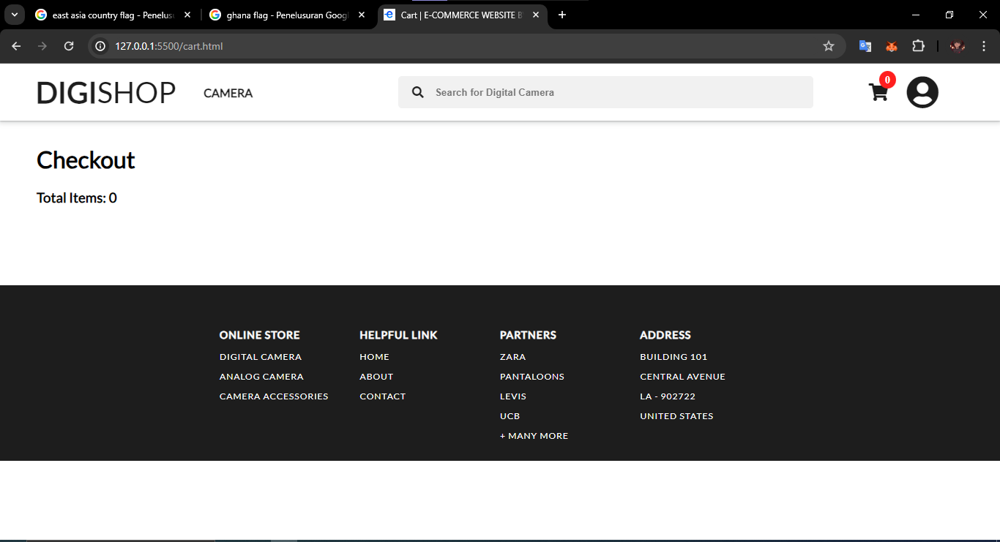 east asia country flag - Penelus
ghana flag - Penelusuran Goog
Cart | E-COMMERCE WEBSITE B
127.0.0.1:5500/cart.html
DIGISHOP
CAMERA
Search for Digital Camera
0
Checkout
Total Items: 0
ONLINE STORE
DIGITAL CAMERA
ANALOG CAMERA
CAMERA ACCESSORIES
HELPFUL LINK
HOME
ABOUT
CONTACT
PARTNERS
ZARA
PANTALOONS
LEVIS
UCB
+ MANY MORE
ADDRESS
BUILDING 101
CENTRAL AVENUE
LA - 902722
UNITED STATES